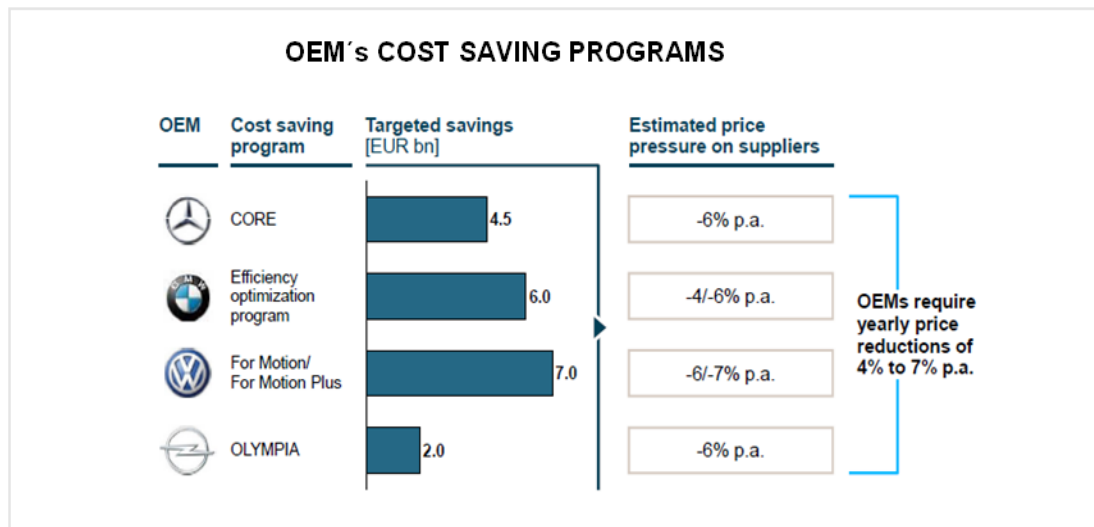 OEM´s COST SAVING PROGRAMS
OEM
Cost saving
program
Targeted savings
[EUR bn]
Estimated price
pressure on suppliers
CORE
4.5
-6% p.a.
BMW
Efficiency
optimization
program
6.0
-4/-6% p.a.
For Motion/
For Motion Plus
7.0
-6/-7% p.a.
OLYMPIA
2.0
-6% p.a.
OEMs require
yearly price
reductions of
4% to 7% p.a.